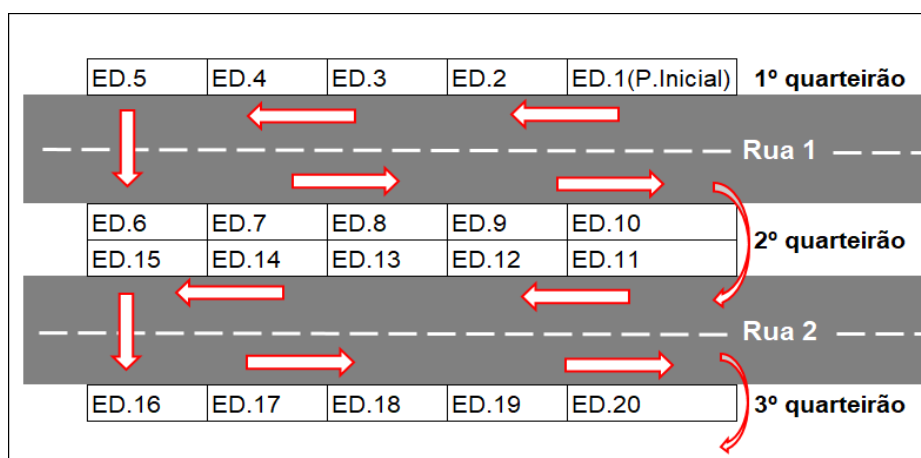 ED.5 ED.4 ED.3 ED.2 ED.1(P.Inicial) 1º quarteirão
Rua 1
ED.6 ED.7 ED.8 ED.9 ED.10
2º quarteirão
ED.15 ED.14 ED.13 ED.12 ED.11
Rua 2
ED.16 ED.17 ED.18 ED.19 ED.20 3º quarteirão